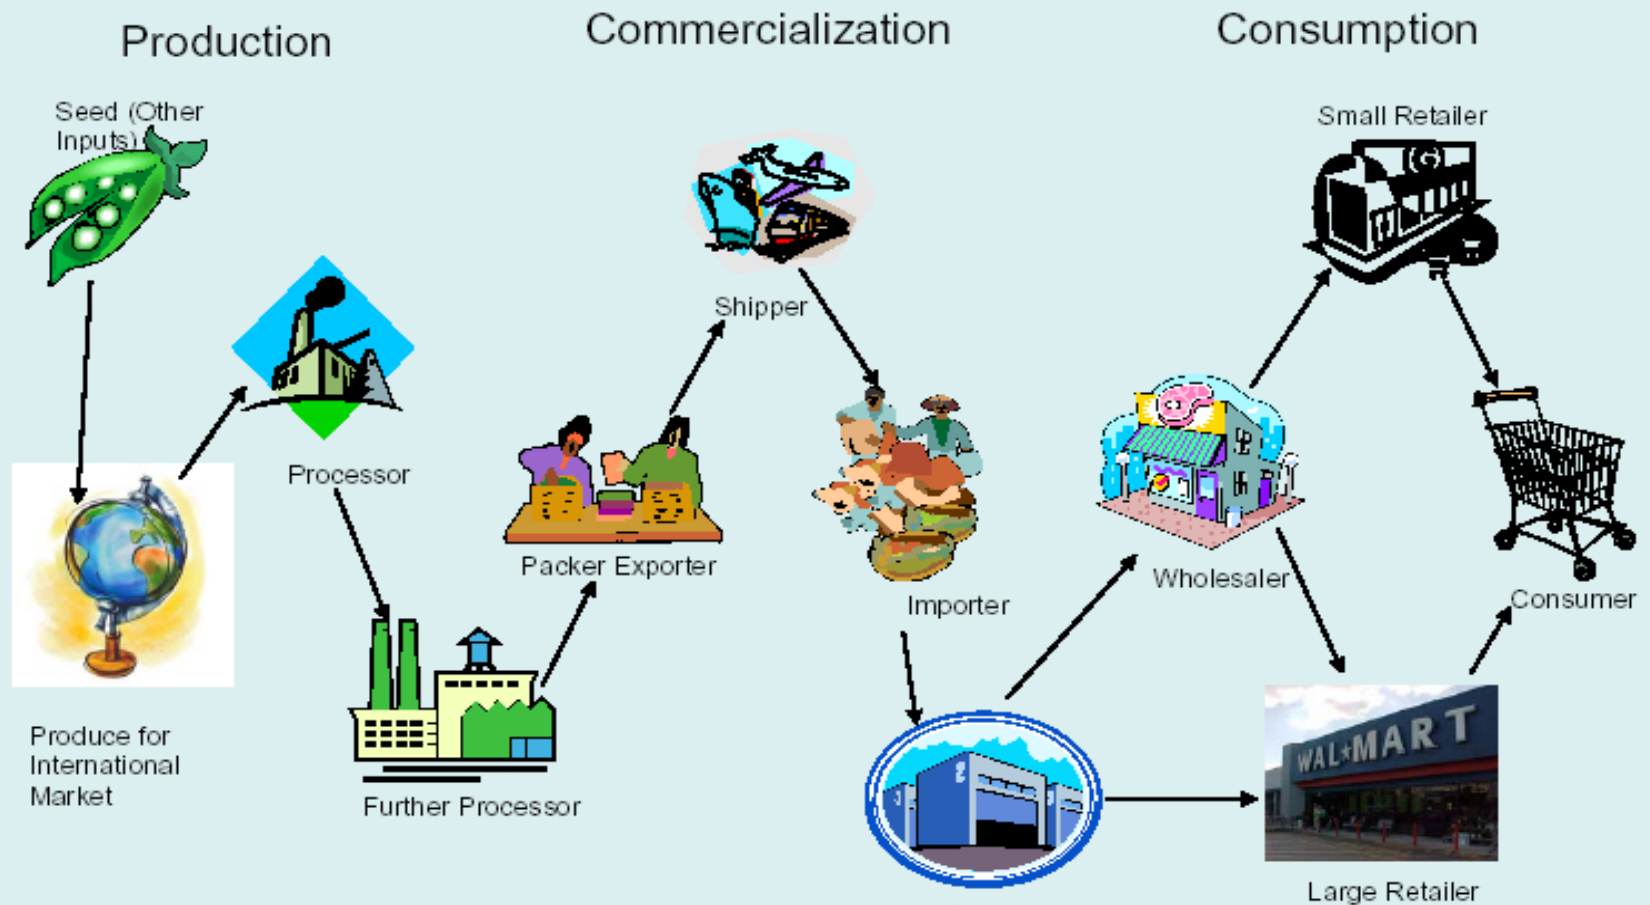 Production
Commercialization
Consumption
Seed (Other
Inputs)
Small Retailer
Shipper
Processor
Packer Exporter
Wholesaler
Importer
Consumer
Produce for
International
Market
WAL★MART
Further Processor
Large Retailer